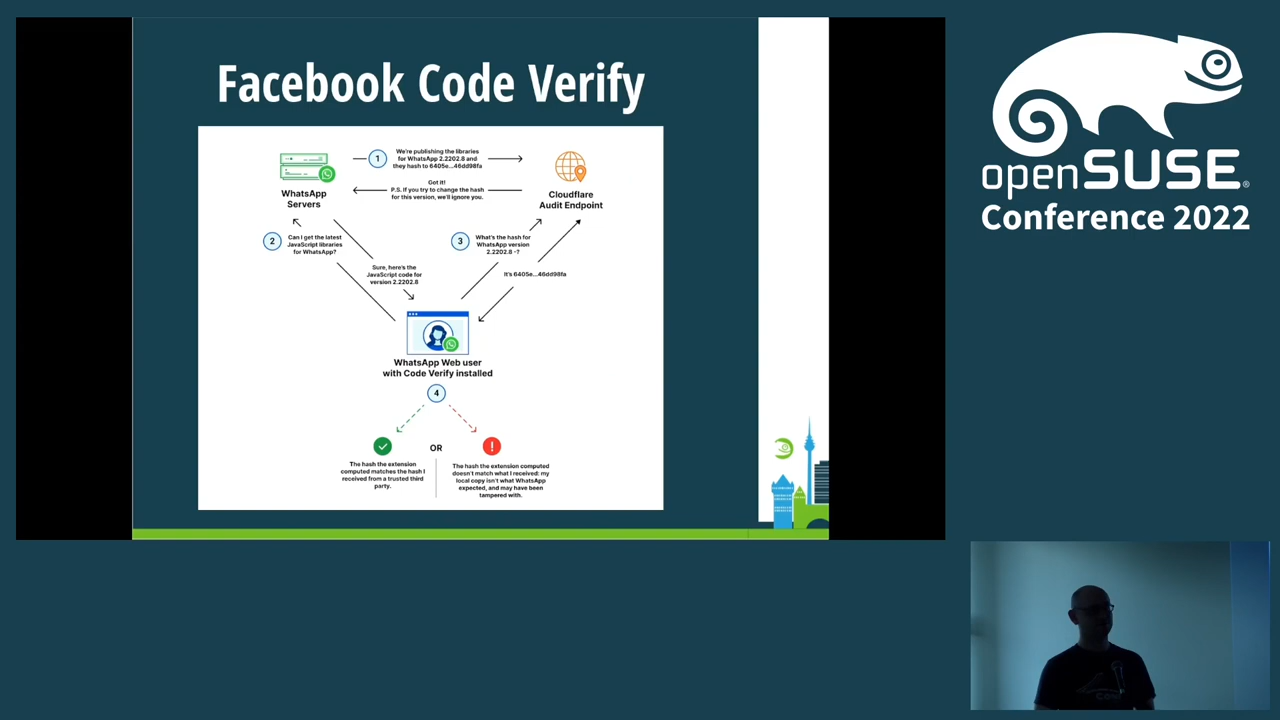 Facebook Code Verify
1
We're publishing the libraries
for WhatsApp 2.2202.8 and
they hash to 6405e...46dd98fa
Got it!
P.S. If you try to change the hash
for this version, we'll ignore you.
WhatsApp
Servers
Cloudflare
Audit Endpoint
2
Can I get the latest
JavaScript libraries
for WhatsApp?
Sure, here's the
JavaScript code for
version 2.2202.8
3
What's the hash for
WhatsApp version
2.2202.8 -?
It's 6405e...46dd98fa
WhatsApp Web user
with Code Verify installed
4
OR
The hash the extension
computed matches the hash I
received from a trusted third
party.
The hash the extension computed
doesn't match what I received: my
local copy isn't what WhatsApp
expected, and may have been
tampered with.
openSUSE®
Conference 2022